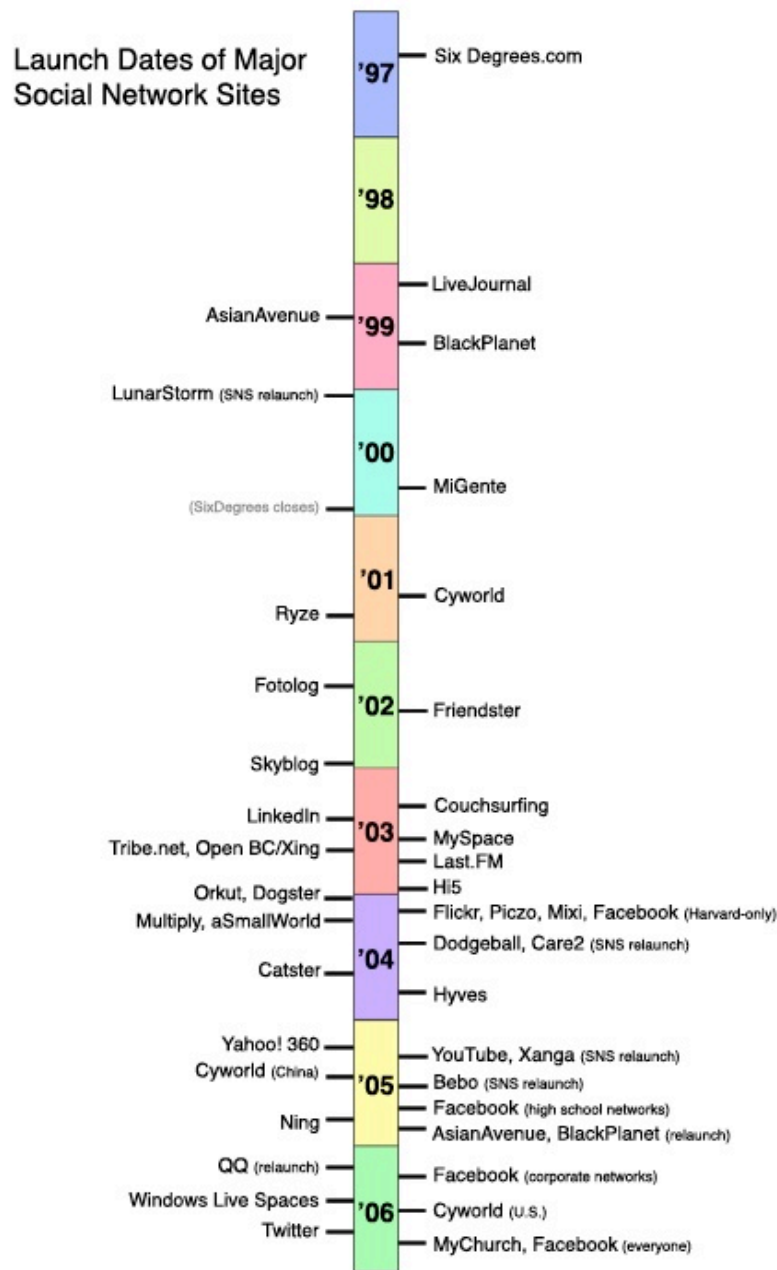 Launch Dates of Major
Social Network Sites
'97
Six Degrees.com
'98
'99
LiveJournal
AsianAvenue
BlackPlanet
LunarStorm (SNS relaunch)
'00
MiGente
(SixDegrees closes)
'01
Cyworld
Ryze
Fotolog
'02
Friendster
Skyblog
Couchsurfing
LinkedIn
'03
MySpace
Tribe.net, Open BC/Xing
Last.FM
Hi5
Orkut, Dogster
Flickr, Piczo, Mixi, Facebook (Harvard-only)
Multiply, aSmallWorld
Dodgeball, Care2 (SNS relaunch)
'04
Catster
Hyves
Yahoo! 360
YouTube, Xanga (SNS relaunch)
Cyworld (China)
'05
Bebo (SNS relaunch)
Facebook (high school networks)
Ning
AsianAvenue, BlackPlanet (relaunch)
QQ (relaunch)
Facebook (corporate networks)
Windows Live Spaces
'06
Cyworld (U.S.)
Twitter
MyChurch, Facebook (everyone)